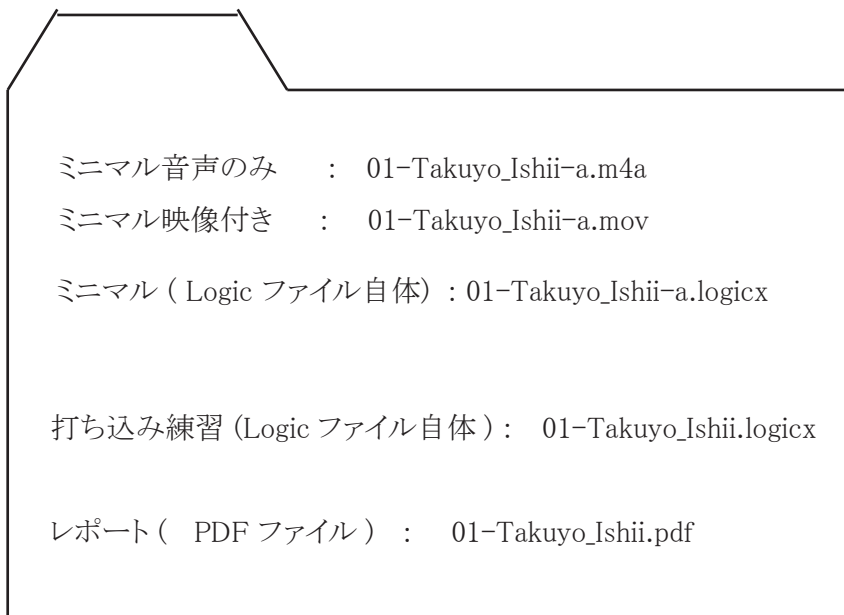 ミニマル音声のみ : 01-Takuyo_Ishii-a.m4a
ミニマル映像付き : 01-Takuyo_Ishii-a.mov
ミニマル ( Logic ファイル自体) : 01-Takuyo_Ishii-a.logicx
打ち込み練習 (Logic ファイル自体 ) : 01-Takuyo_Ishii.logicx
レポート ( PDF ファイル ) : 01-Takuyo_Ishii.pdf